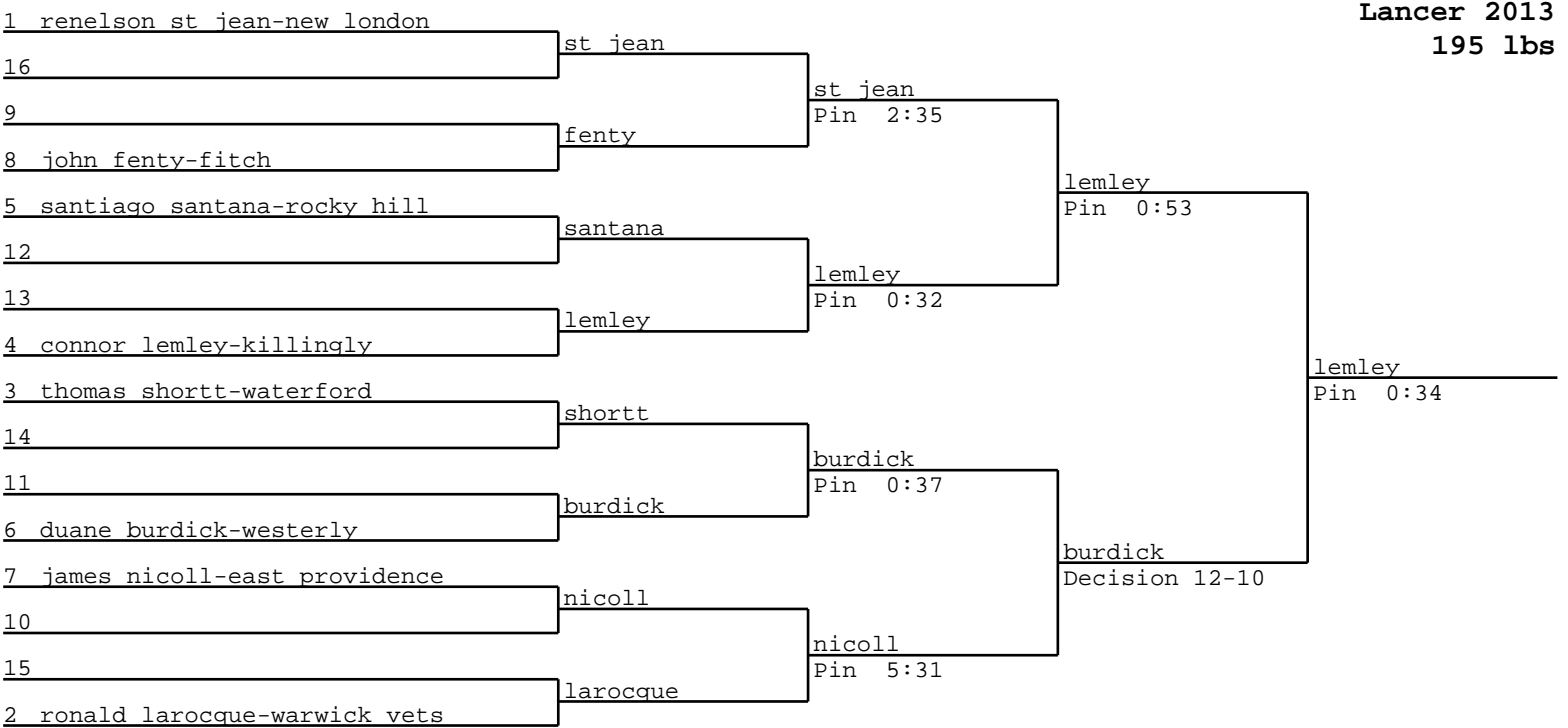 Lancer 2013
195 lbs
1 renelson st jean-new london
16
9
8 john fenty-fitch
5 santiago santana-rocky hill
12
13
4 connor lemley-killingly
3 thomas shortt-waterford
14
11
6 duane burdick-westerly
7 james nicoll-east providence
10
15
2 ronald larocque-warwick vets
st jean
fenty
santana
lemley
shortt
burdick
nicoll
larocque
st jean
Pin 2:35
lemley
Pin 0:32
burdick
Pin 0:37
nicoll
Pin 5:31
lemley
Pin 0:53
burdick
Decision 12-10
lemley
Pin 0:34